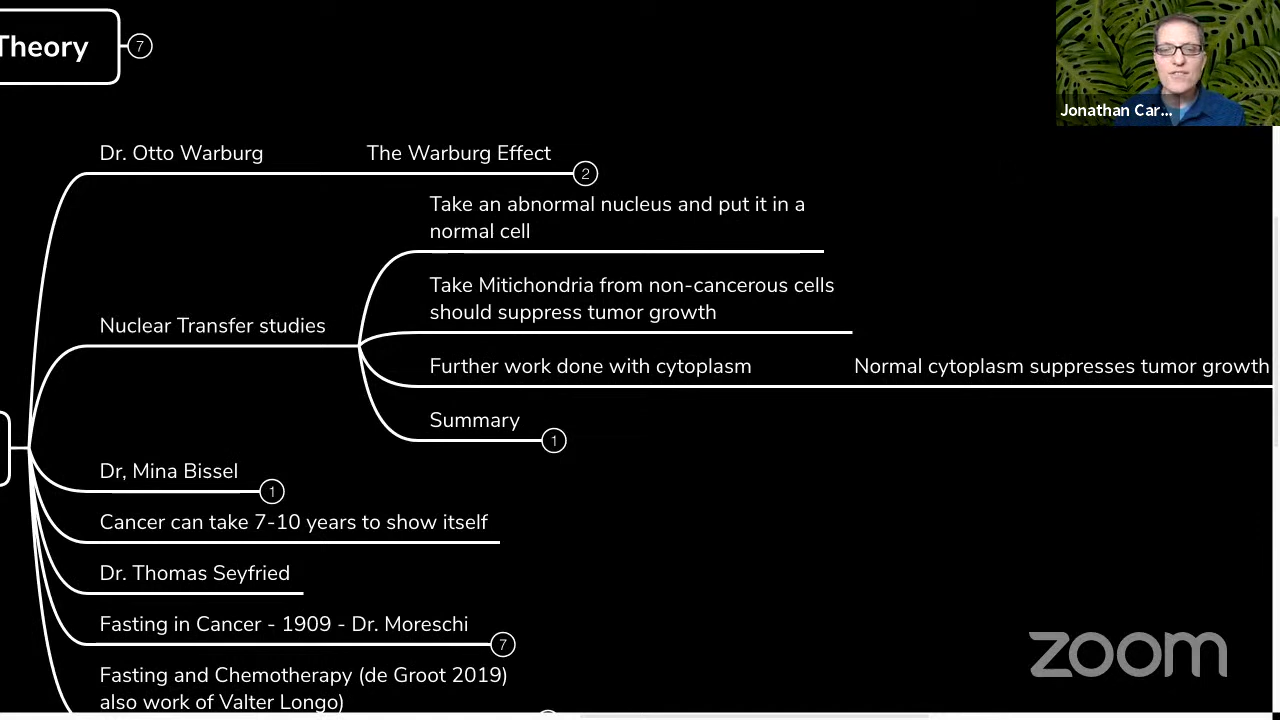 Theory
7
Jonathan Car...
Dr. Otto Warburg
The Warburg Effect
2
Take an abnormal nucleus and put it in a
normal cell
Take Mitichondria from non-cancerous cells
should suppress tumor growth
Nuclear Transfer studies
Further work done with cytoplasm
Normal cytoplasm suppresses tumor growth
Summary
1
Dr, Mina Bissel
1
Cancer can take 7-10 years to show itself
Dr. Thomas Seyfried
Fasting in Cancer - 1909 - Dr. Moreschi
7
Fasting and Chemotherapy (de Groot 2019)
also work of Valter Longo)
zoom